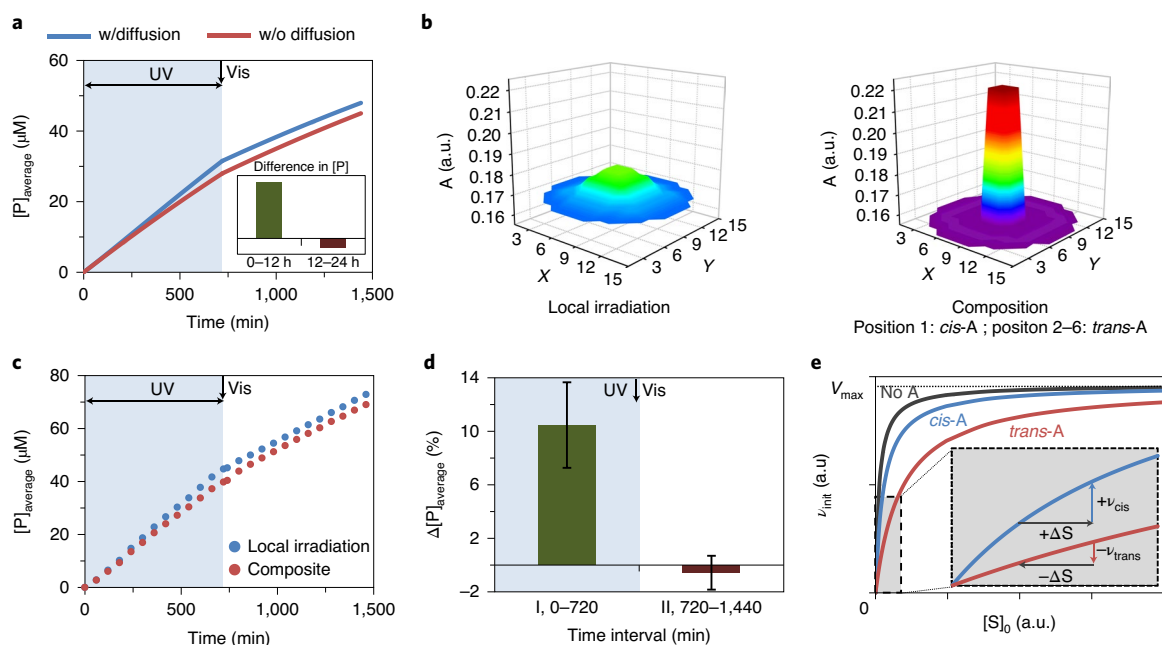 a
w/diffusion
w/o diffusion
60
40
20
0
[P]average (µM)
UV
Vis
Difference in [P]
0–12 h
12–24 h
0
500
1,000
1,500
Time (min)
b
0.22
0.21
0.20
0.19
0.18
0.17
0.16
A (a.u.)
3
6
9
12
15
X
3
6
9
12
15
Y
Local irradiation
0.22
0.21
0.20
0.19
0.18
0.17
0.16
A (a.u.)
3
6
9
12
15
X
3
6
9
12
15
Y
Composition
Position 1: cis-A ; positon 2–6: trans-A
c
80
60
40
20
0
[P]average (µM)
UV
Vis
Local irradiation
Composite
0
500
1,000
1,500
Time (min)
d
14
10
6
2
−2
Δ[P]average (%)
UV
Vis
I, 0–720
II, 720–1,440
Time interval (min)
e
Vmax
No A
cis-A
trans-A
νinit (a.u)
+νcis
+ΔS
−νtrans
−ΔS
0
[S]0 (a.u.)